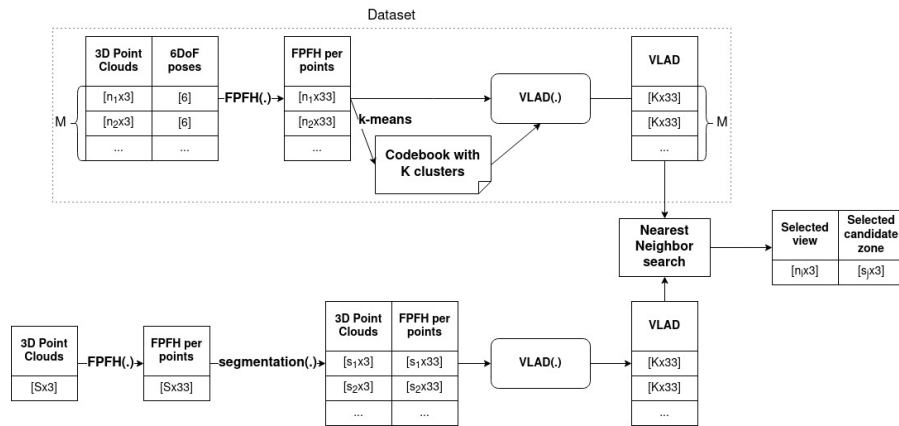 Dataset
3D Point
Clouds
6DoF
poses
FPFH per
points
VLAD
[n1x3]
[6]
FPFH(.)
[n1x33]
VLAD(.)
[Kx33]
M
[n2x3]
[6]
[n2x33]
k-means
[Kx33]
M
...
...
...
Codebook with
K clusters
...
Nearest
Neighbor
search
Selected
view
Selected
candidate
zone
[nix3]
[sjx3]
3D Point
Clouds
FPFH(.)
FPFH per
points
segmentation(.)
3D Point
Clouds
FPFH per
points
VLAD(.)
VLAD
[Sx3]
[Sx33]
[s1x3]
[s1x33]
[Kx33]
[s2x3]
[s2x33]
[Kx33]
...
...
...